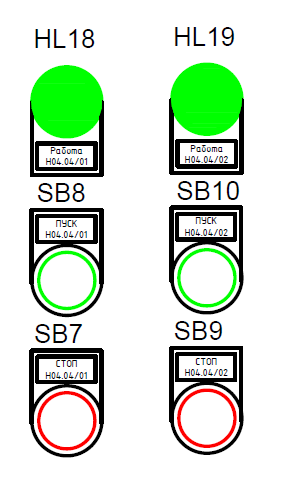 HL18 HL19
Работа Работа
H04.04/01 H04.04/02
SB8 SB10
ПУСК ПУСК
H04.04/01 H04.04/02
SB7 SB9
СТОП СТОП
H04.04/01 H04.04/02